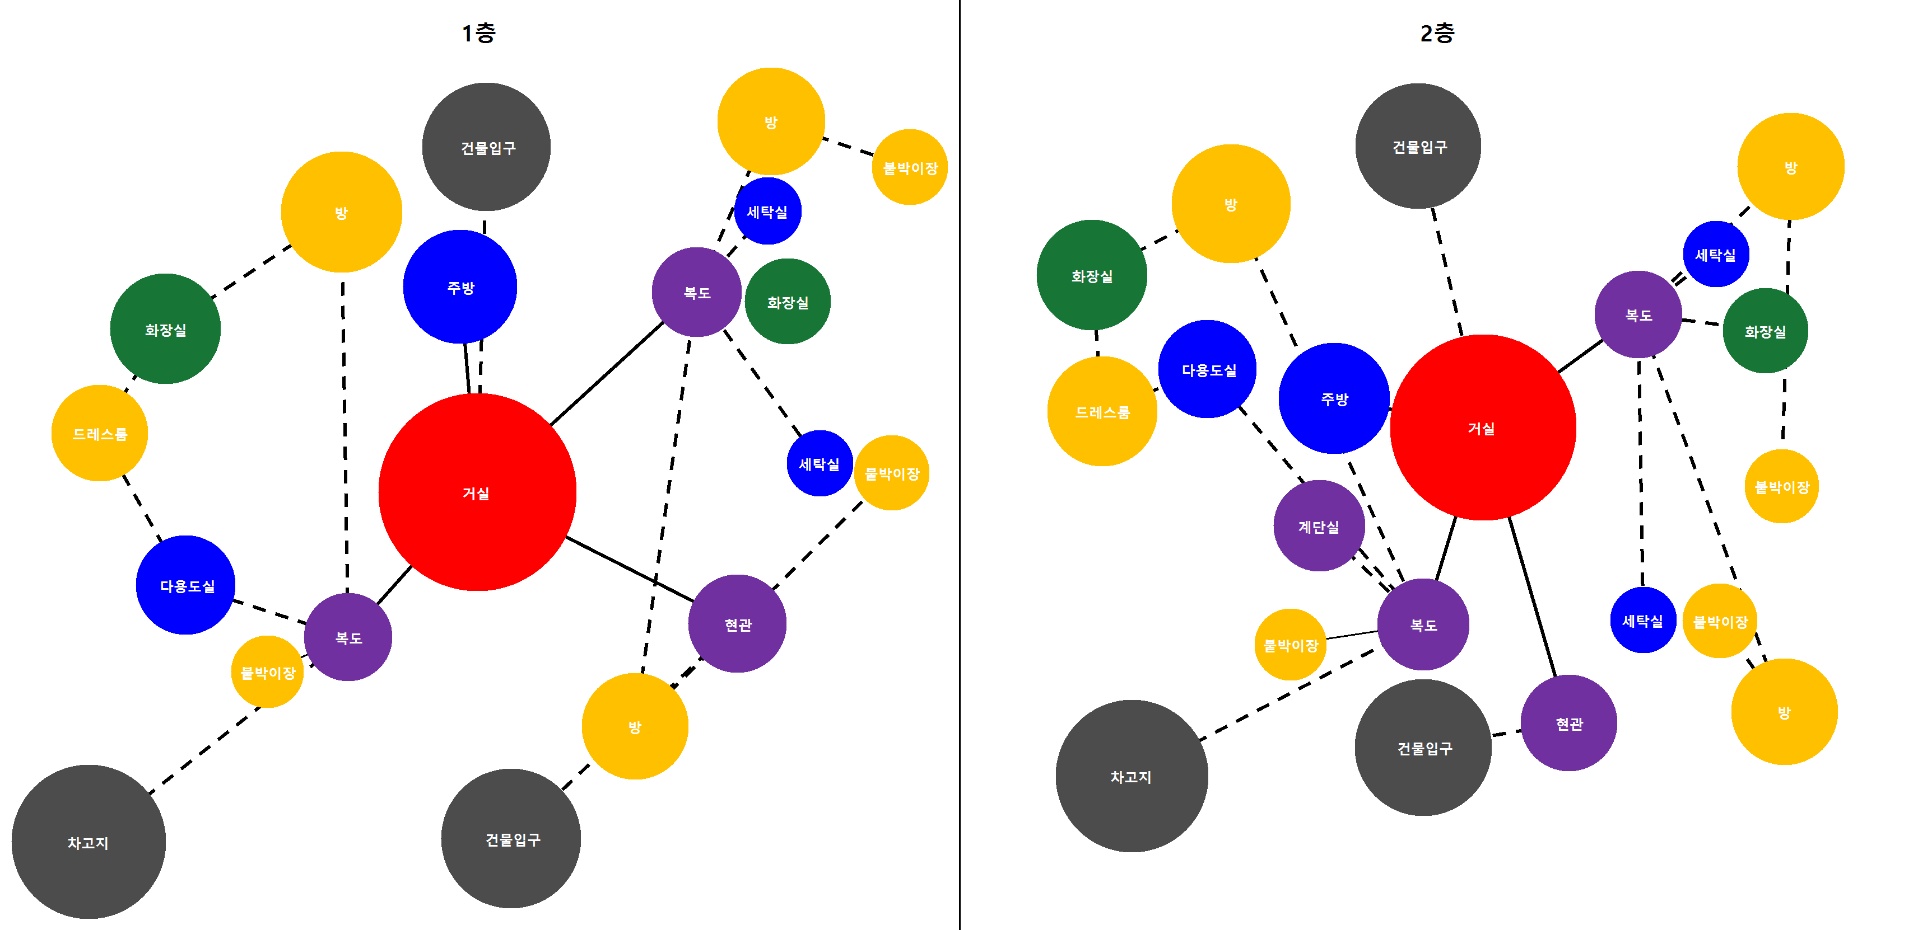 1층
건물입구
방
붙박이장
방
세탁실
주방
복도
화장실
화장실
드레스룸
거실
세탁실
붙박이장
다용도실
복도
현관
붙박이장
방
차고지
건물입구
2층
건물입구
방
방
화장실
세탁실
복도
화장실
다용도실
주방
드레스룸
거실
붙박이장
계단실
복도
세탁실
붙박이장
붙박이장
방
현관
건물입구
차고지